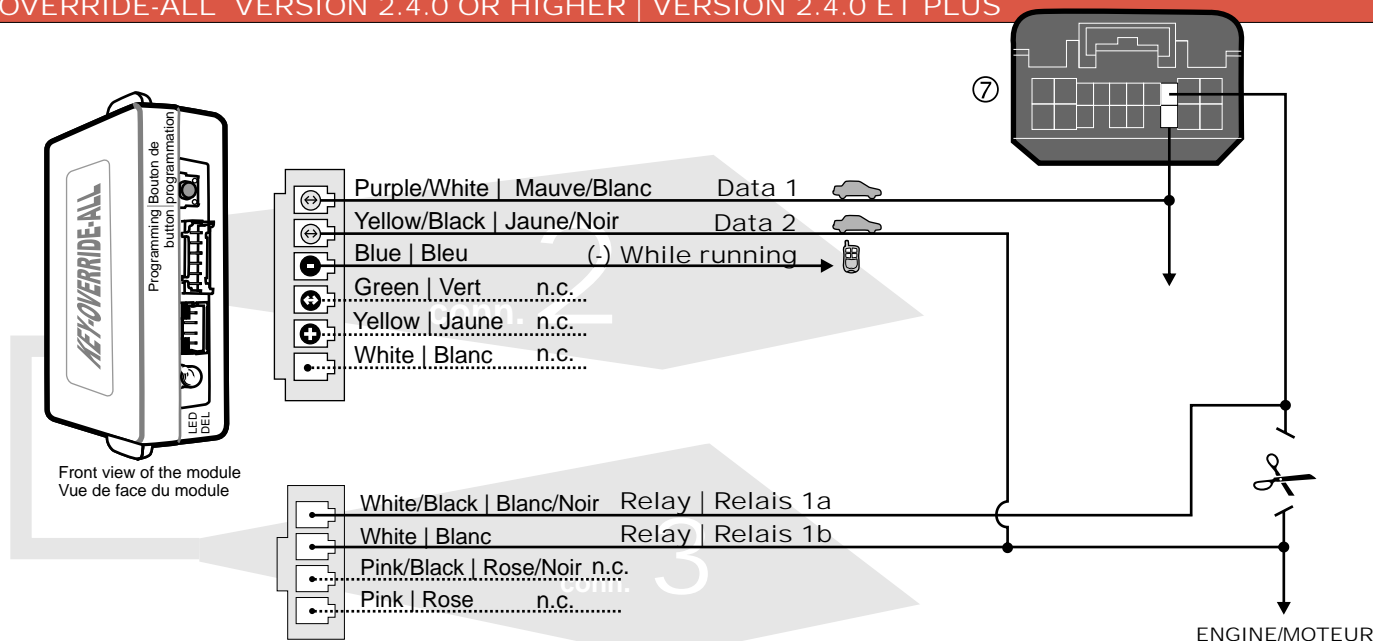 OVERRIDE-ALL VERSION 2.4.0 OR HIGHER | VERSION 2.4.0 ET PLUS
7
Programming | Bouton de
button | programmation
KEY-OVERRIDE-ALL
LED
DEL
Front view of the module
Vue de face du module
Purple/White | Mauve/Blanc Data 1
Yellow/Black | Jaune/Noir Data 2
Blue | Bleu (-) While running
Green | Vert n.c.
Yellow | Jaune n.c.
White | Blanc n.c.
conn. 2
White/Black | Blanc/Noir Relay | Relais 1a
White | Blanc Relay | Relais 1b
Pink/Black | Rose/Noir n.c.
Pink | Rose n.c.
conn. 3
ENGINE/MOTEUR